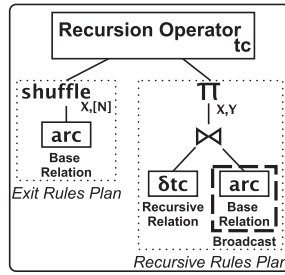 Recursion Operator
tc
shuffle
X,[N]
arc
Base
Relation
Exit Rules Plan
Π
X,Y
⋈
δtc
Recursive
Relation
arc
Base
Relation
Broadcast
Recursive Rules Plan